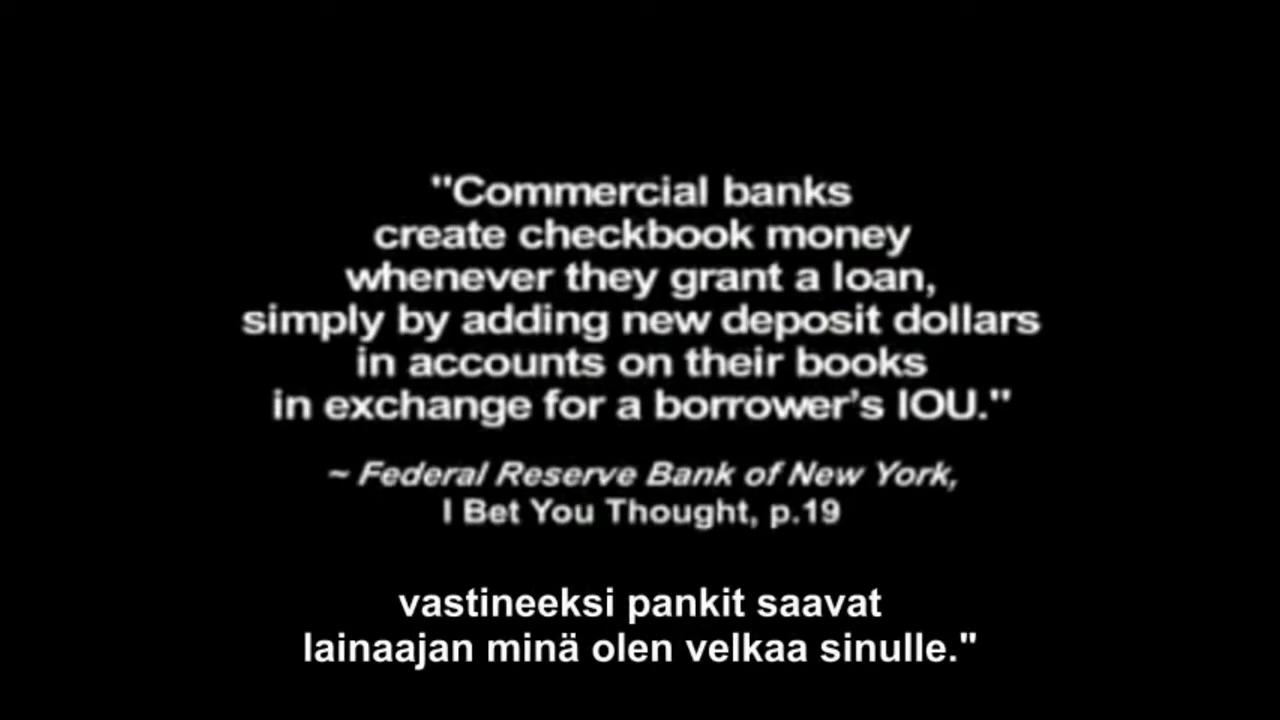 "Commercial banks
create checkbook money
whenever they grant a loan,
simply by adding new deposit dollars
in accounts on their books
in exchange for a borrower's IOU."
~ Federal Reserve Bank of New York,
I Bet You Thought, p.19
vastineeksi pankit saavat
lainaajan minä olen velkaa sinulle."